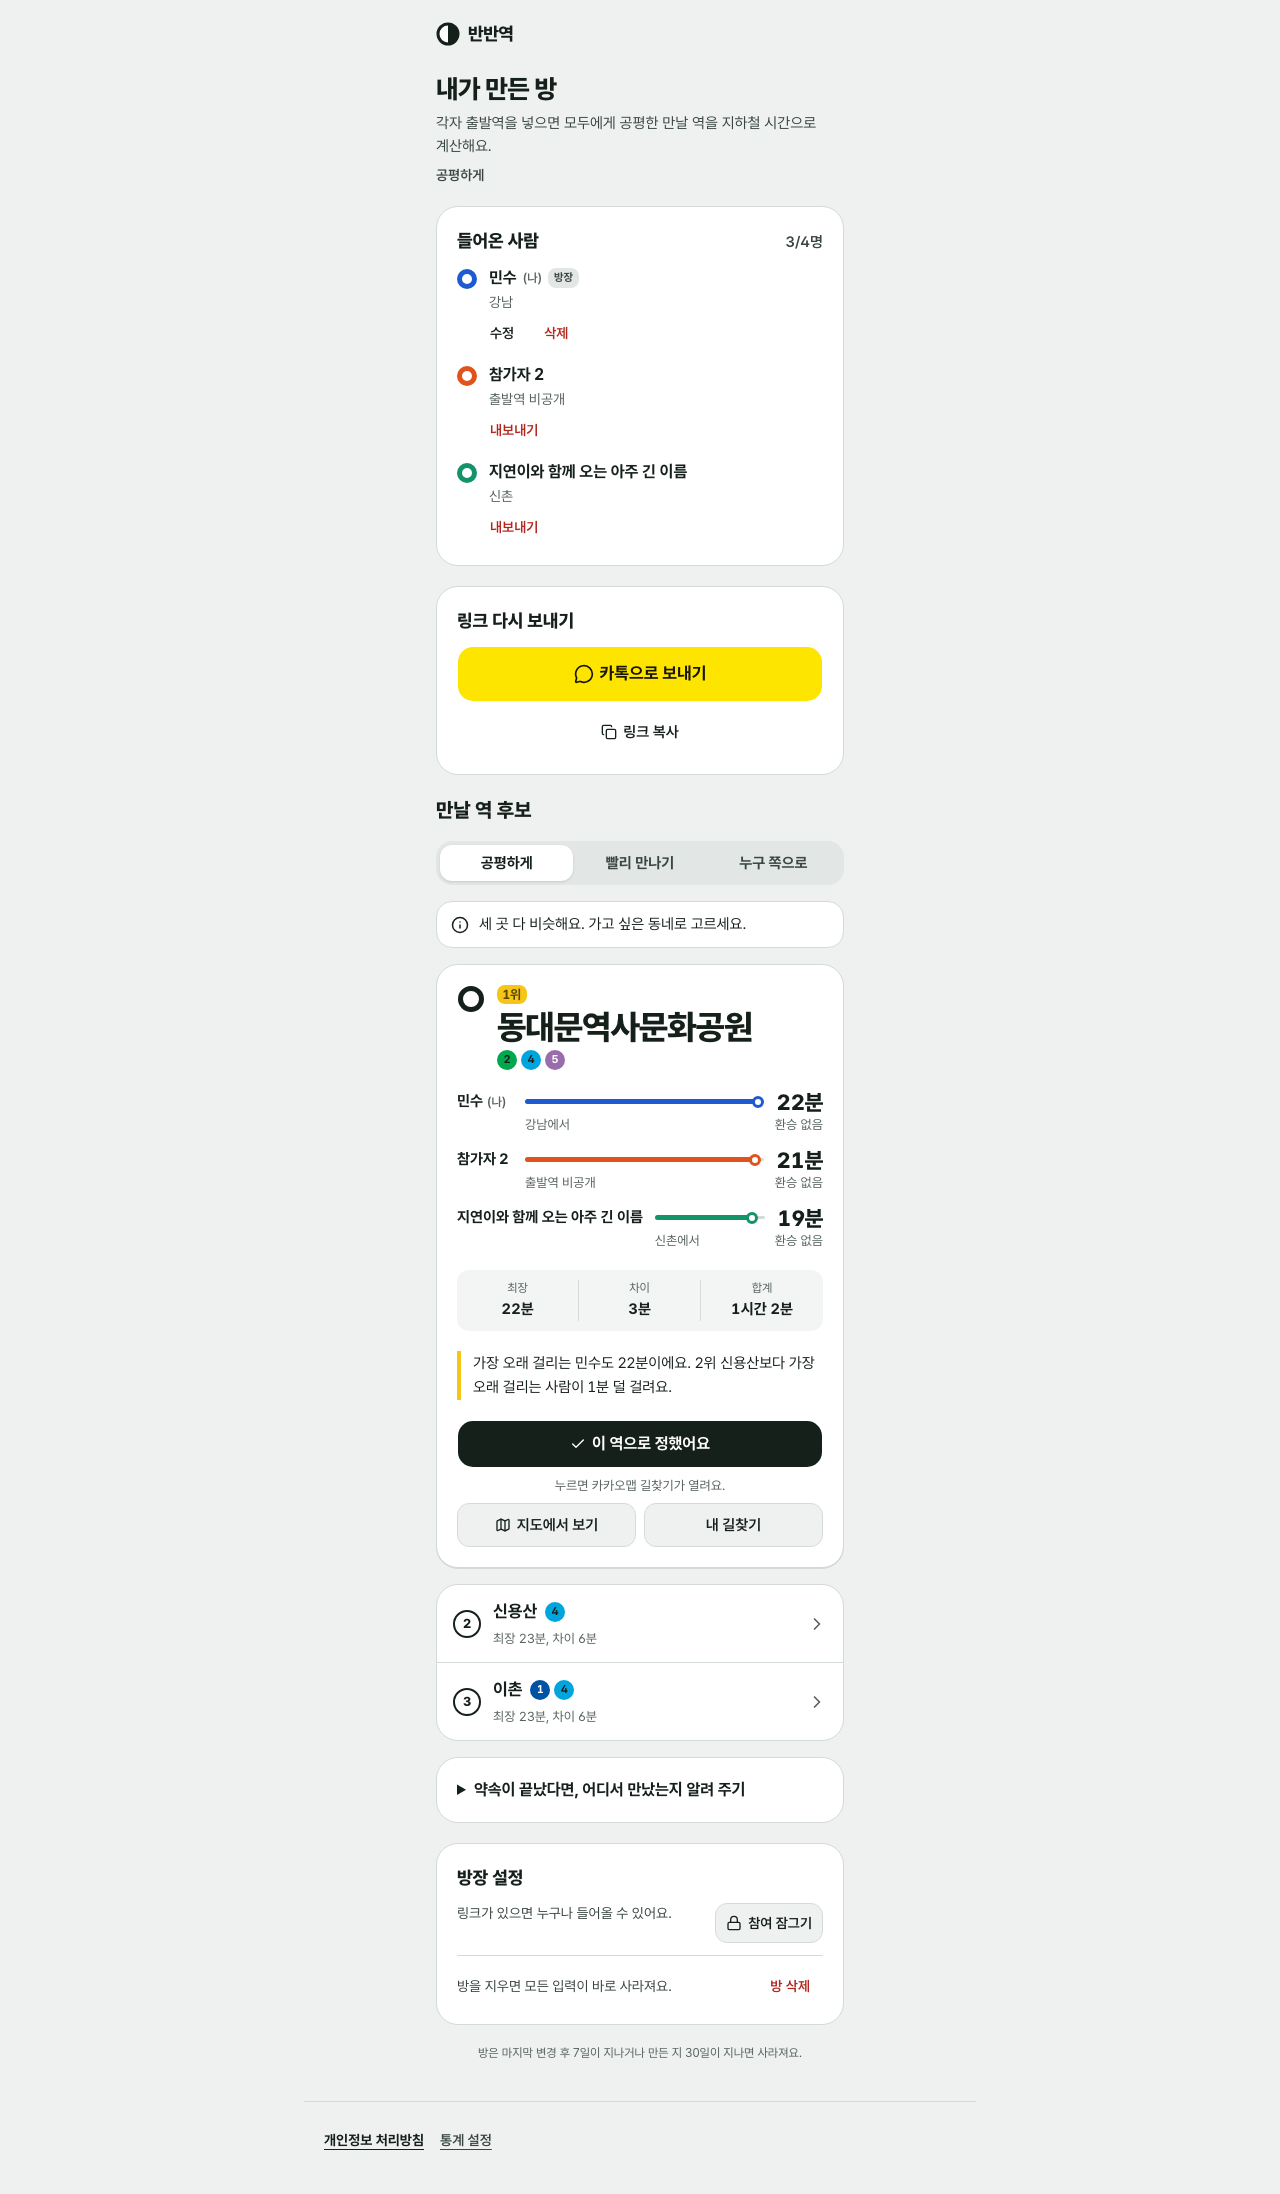 반반역
내가 만든 방
각자 출발역을 넣으면 모두에게 공평한 만날 역을 지하철 시간으로
계산해요.
공평하게
들어온 사람 3/4명
민수 (나) 방장
강남
수정 삭제
참가자 2
출발역 비공개
내보내기
지연이와 함께 오는 아주 긴 이름
신촌
내보내기
링크 다시 보내기
카톡으로 보내기
링크 복사
만날 역 후보
공평하게 빨리 만나기 누구 쪽으로
세 곳 다 비슷해요. 가고 싶은 동네로 고르세요.
1위
동대문역사문화공원
2 4 5
민수 (나) 22분
강남에서 환승 없음
참가자 2 21분
출발역 비공개 환승 없음
지연이와 함께 오는 아주 긴 이름 19분
신촌에서 환승 없음
최장 차이 합계
22분 3분 1시간 2분
가장 오래 걸리는 민수도 22분이에요. 2위 신용산보다 가장
오래 걸리는 사람이 1분 덜 걸려요.
이 역으로 정했어요
누르면 카카오맵 길찾기가 열려요.
지도에서 보기 내 길찾기
2 신용산 4
최장 23분, 차이 6분
3 이촌 1 4
최장 23분, 차이 6분
약속이 끝났다면, 어디서 만났는지 알려 주기
방장 설정
링크가 있으면 누구나 들어올 수 있어요. 참여 잠그기
방을 지우면 모든 입력이 바로 사라져요. 방 삭제
방은 마지막 변경 후 7일이 지나거나 만든 지 30일이 지나면 사라져요.
개인정보 처리방침 통계 설정